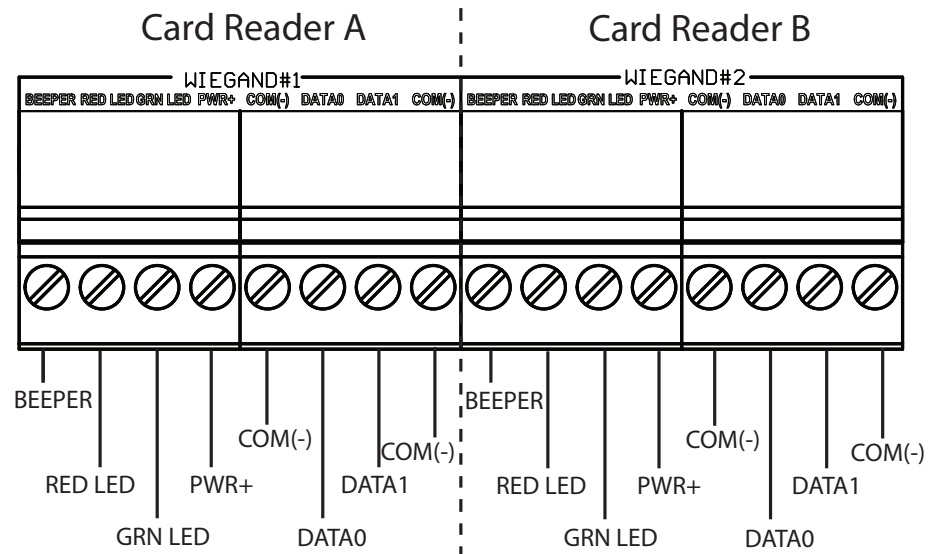 Card Reader A Card Reader B
WIEGAND#1 WIEGAND#2
BEEPER RED LED GRN LED PWR+ COM(-) DATA0 DATA1 COM(-) BEEPER RED LED GRN LED PWR+ COM(-) DATA0 DATA1 COM(-)
BEEPER BEEPER
COM(-) COM(-) COM(-) COM(-)
RED LED PWR+ DATA1 RED LED PWR+ DATA1
GRN LED DATA0 GRN LED DATA0